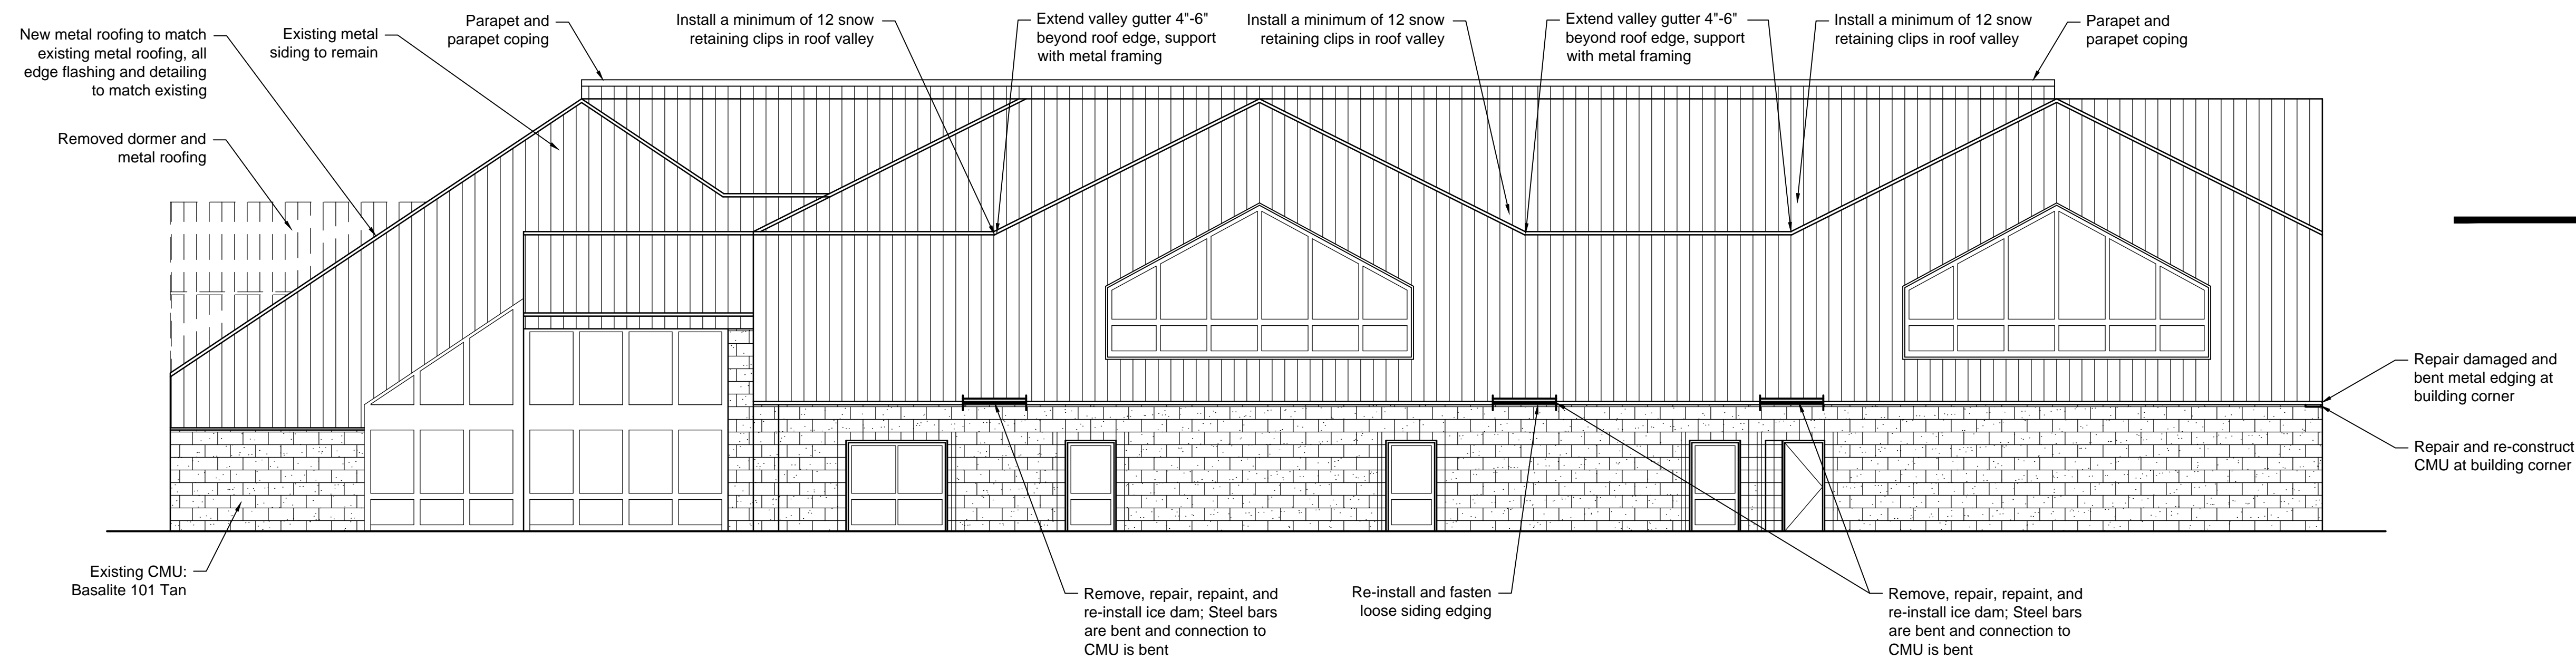 New metal roofing to match
existing metal roofing, all
edge flashing and detailing
to match existing
Existing metal
siding to remain
Parapet and
parapet coping
Install a minimum of 12 snow
retaining clips in roof valley
Extend valley gutter 4"-6"
beyond roof edge, support
with metal framing
Install a minimum of 12 snow
retaining clips in roof valley
Extend valley gutter 4"-6"
beyond roof edge, support
with metal framing
Install a minimum of 12 snow
retaining clips in roof valley
Parapet and
parapet coping
Removed dormer and
metal roofing
Repair damaged and
bent metal edging at
building corner
Repair and re-construct
CMU at building corner
Existing CMU:
Basalite 101 Tan
Remove, repair, repaint, and
re-install ice dam; Steel bars
are bent and connection to
CMU is bent
Re-install and fasten
loose siding edging
Remove, repair, repaint, and
re-install ice dam; Steel bars
are bent and connection to
CMU is bent